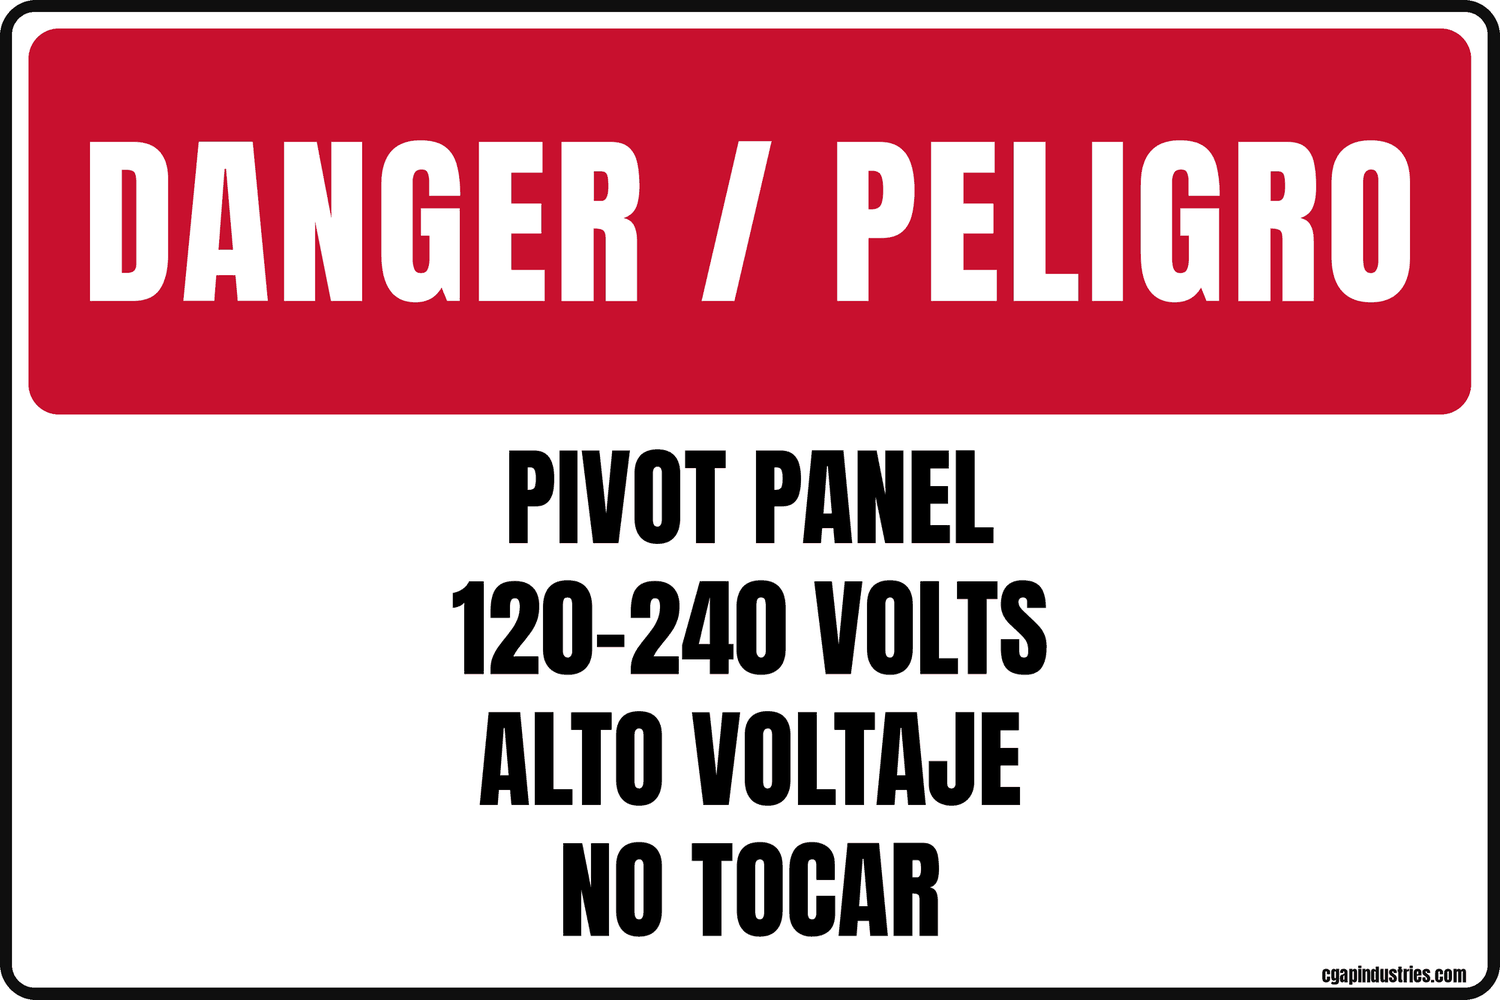 DANGER / PELIGRO
PIVOT PANEL
120-240 VOLTS
ALTO VOLTAJE
NO TOCAR
cgapindustries.com